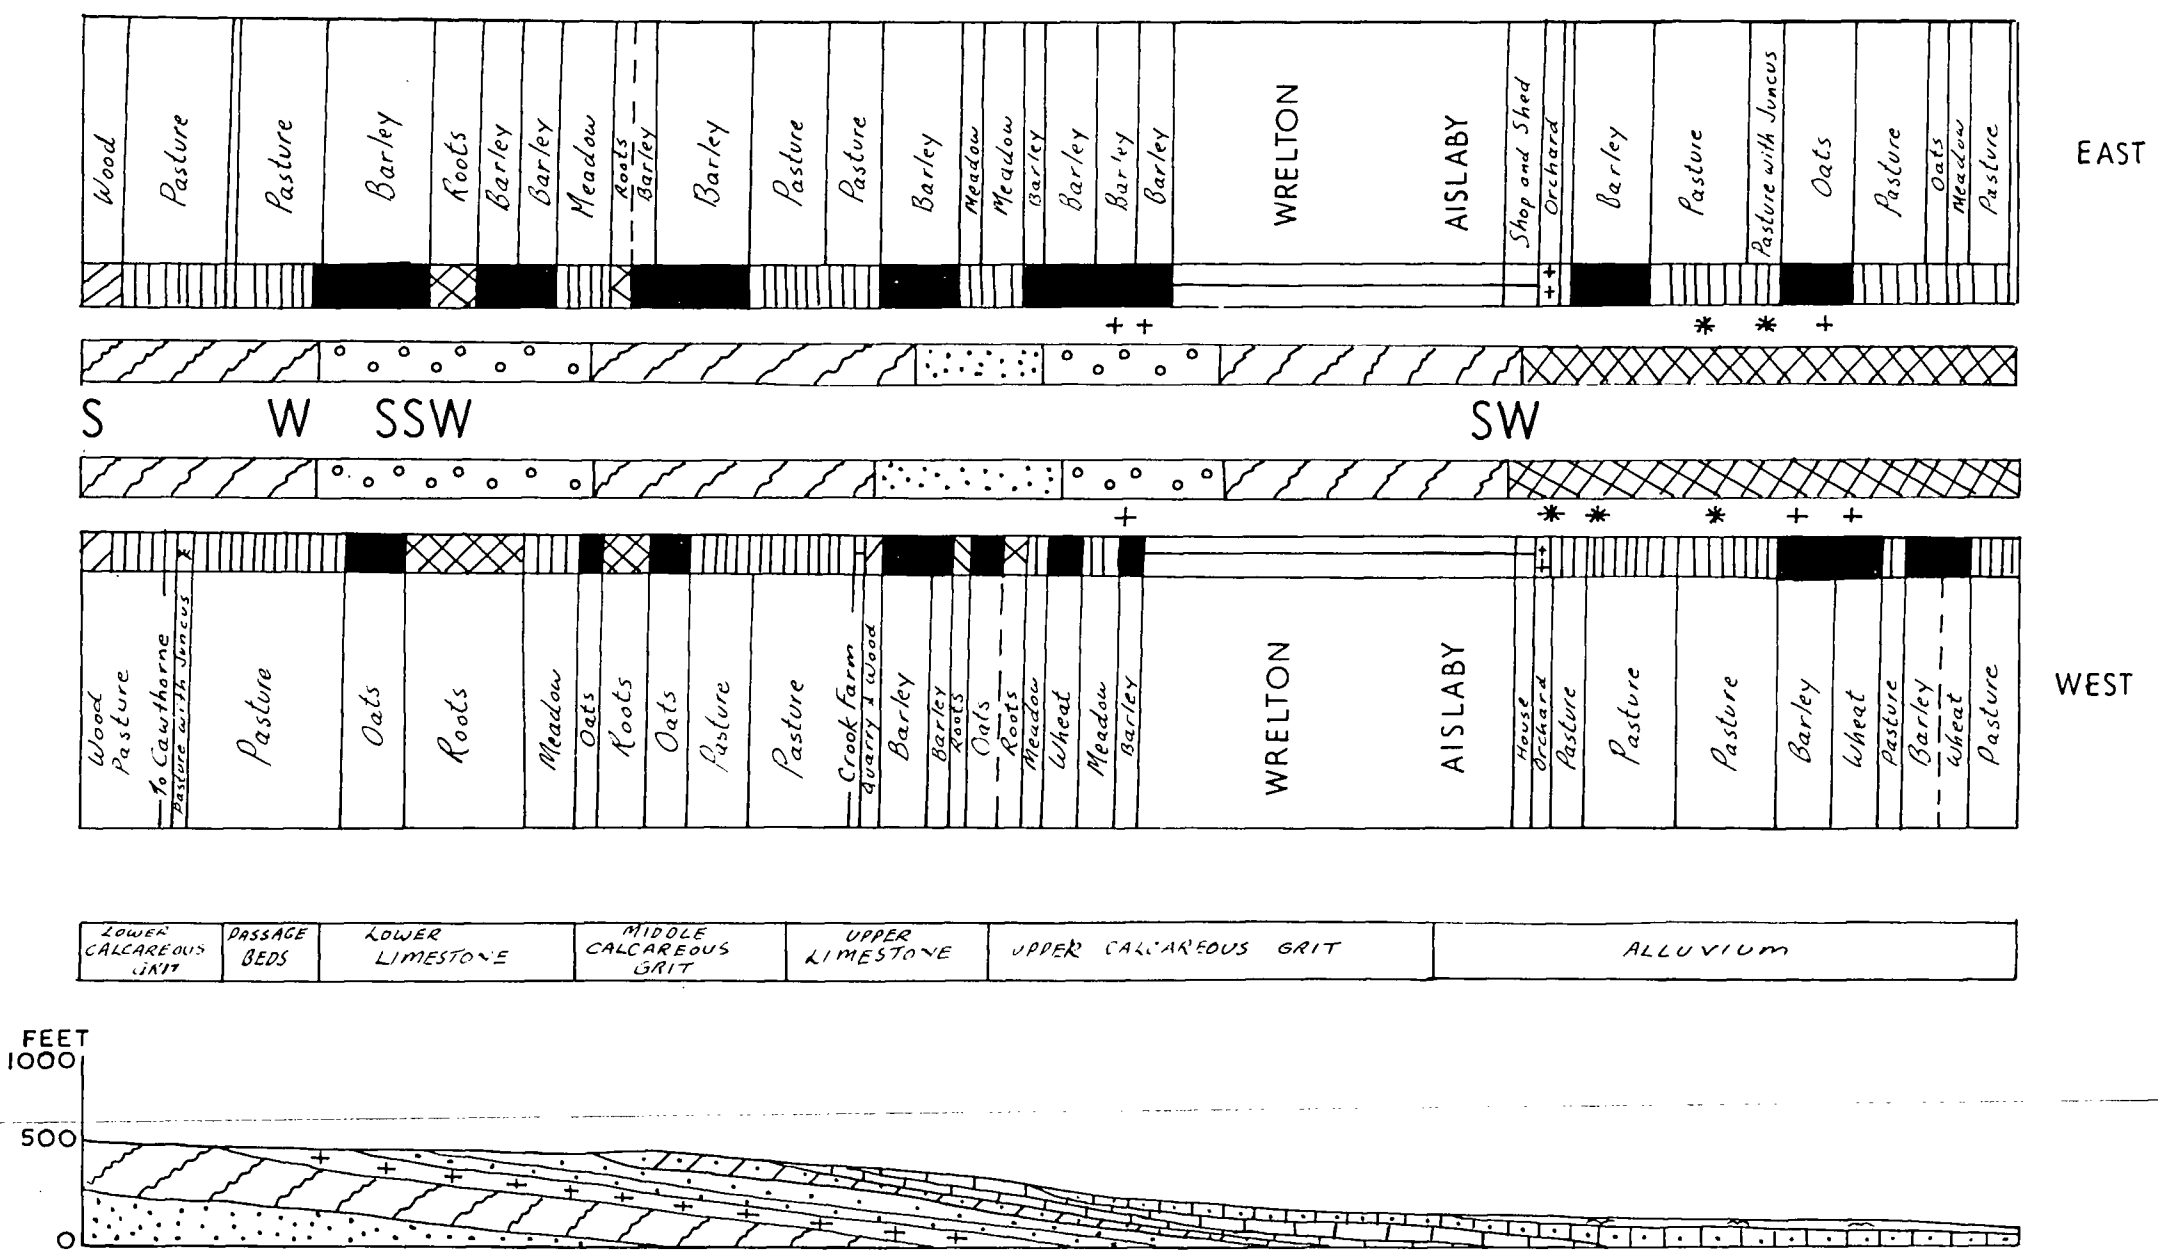 Wood
Pasture
Pasture
Barley
Roots
Barley
Barley
Meadow
Roots
Barley
Barley
Pasture
Pasture
Barley
Meadow
Meadow
Barley
Barley
Barley
Barley
WRELTON
AISLABY
Shop and Shed
Orchard
Barley
Pasture
Pasture with Juncus
Oats
Pasture
Oats
Meadow
Pasture
EAST
S W SSW SW
Wood
Pasture
To Cawthorne
Pasture with Juncus
Pasture
Oats
Roots
Meadow
Oats
Roots
Oats
Pasture
Pasture
Crook Farm
Quarry & Wood
Barley
Barley
Roots
Oats
Roots
Meadow
Wheat
Meadow
Barley
WRELTON
AISLABY
House
Orchard
Pasture
Pasture
Pasture
Barley
Wheat
Pasture
Barley
Wheat
Pasture
WEST
LOWER
CALCAREOUS
GRIT
PASSAGE
BEDS
LOWER
LIMESTONE
MIDDLE
CALCAREOUS
GRIT
UPPER
LIMESTONE
UPPER CALCAREOUS GRIT
ALLUVIUM
FEET
1000
500
0